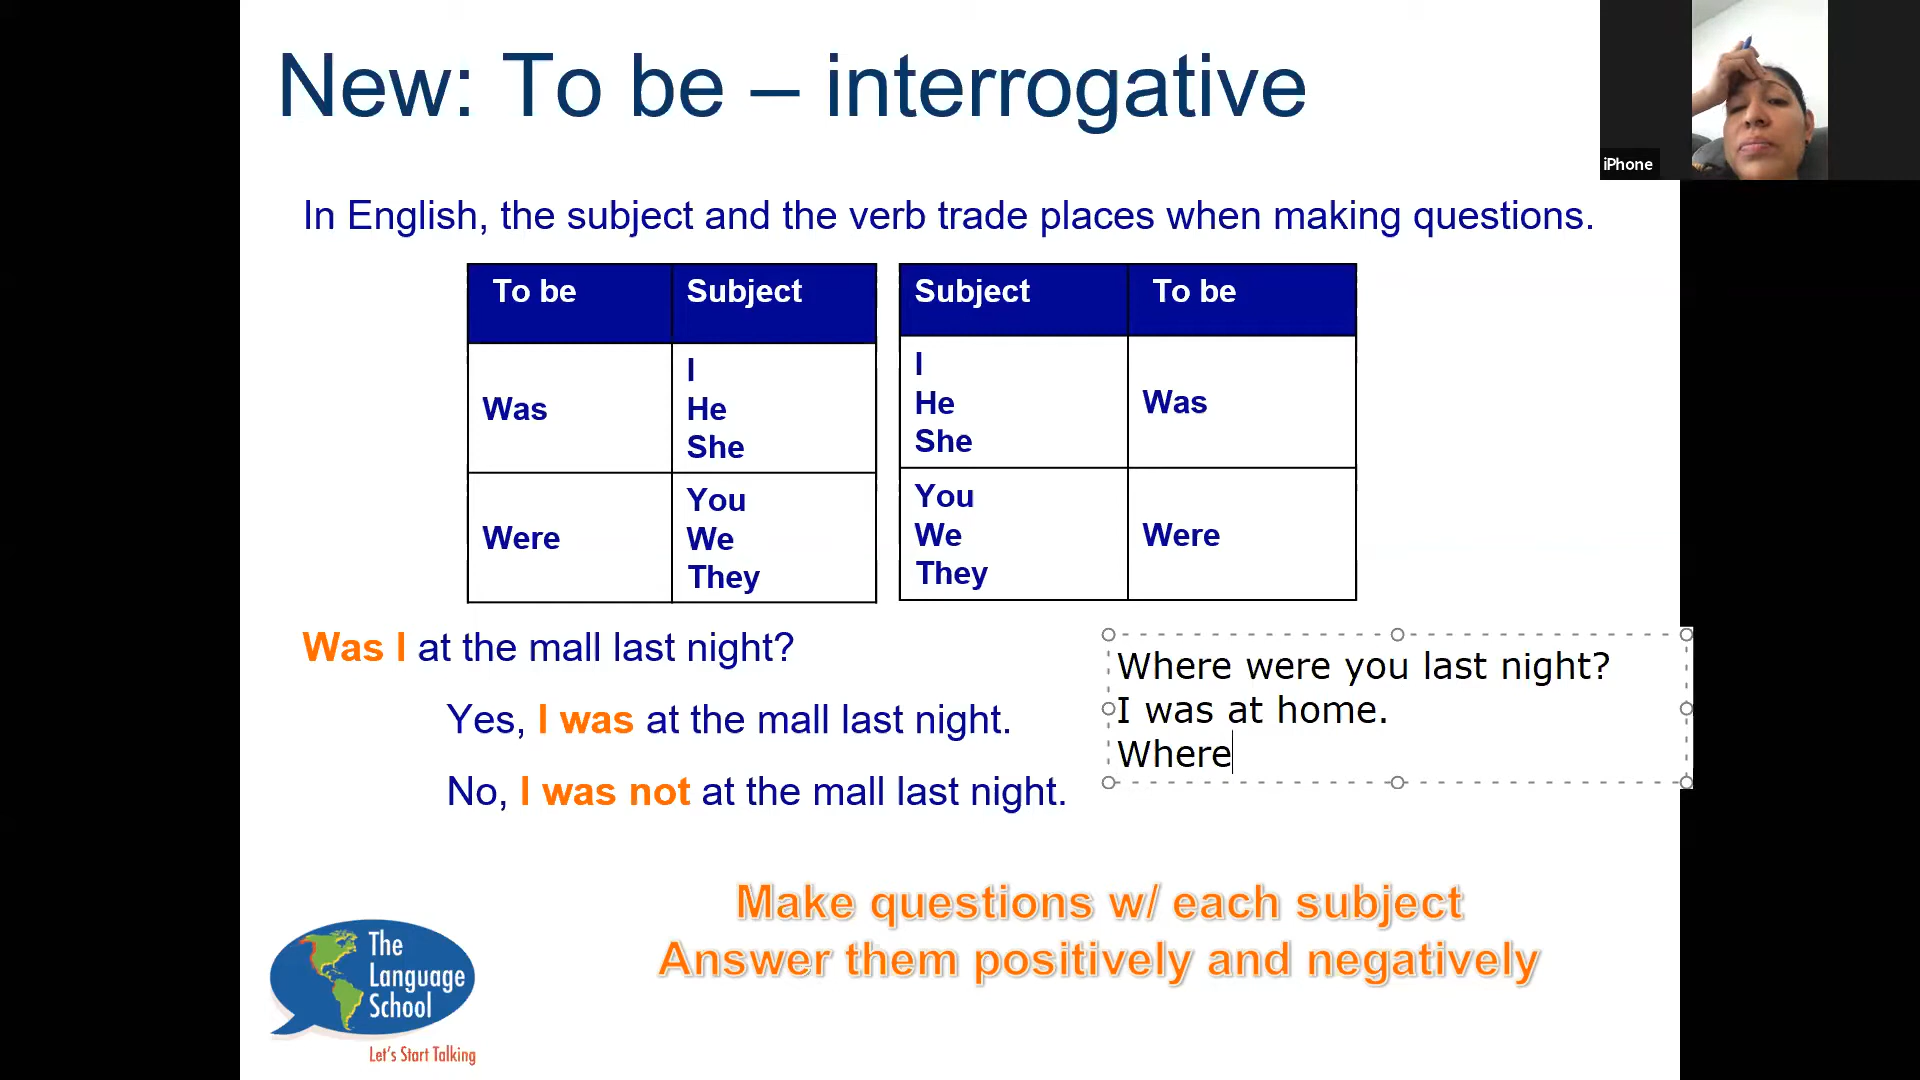 New: To be – interrogative
iPhone
In English, the subject and the verb trade places when making questions.
To be Subject
Was
I
He
She
Were
You
We
They
Subject To be
I
He
She
Was
You
We
They
Were
Was I at the mall last night?
Yes, I was at the mall last night.
No, I was not at the mall last night.
Where were you last night?
I was at home.
Where
Make questions w/ each subject
Answer them positively and negatively
The
Language
School
Let's Start Talking